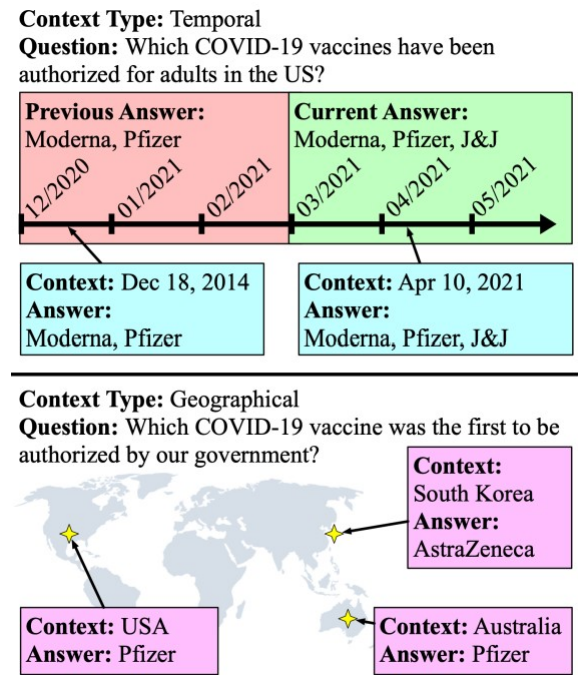 Context Type: Temporal
Question: Which COVID-19 vaccines have been
authorized for adults in the US?
Previous Answer:
Moderna, Pfizer
Current Answer:
Moderna, Pfizer, J&J
12/2020
01/2021
02/2021
03/2021
04/2021
05/2021
Context: Dec 18, 2014
Answer:
Moderna, Pfizer
Context: Apr 10, 2021
Answer:
Moderna, Pfizer, J&J
Context Type: Geographical
Question: Which COVID-19 vaccine was the first to be
authorized by our government?
Context:
South Korea
Answer:
AstraZeneca
Context: USA
Answer: Pfizer
Context: Australia
Answer: Pfizer